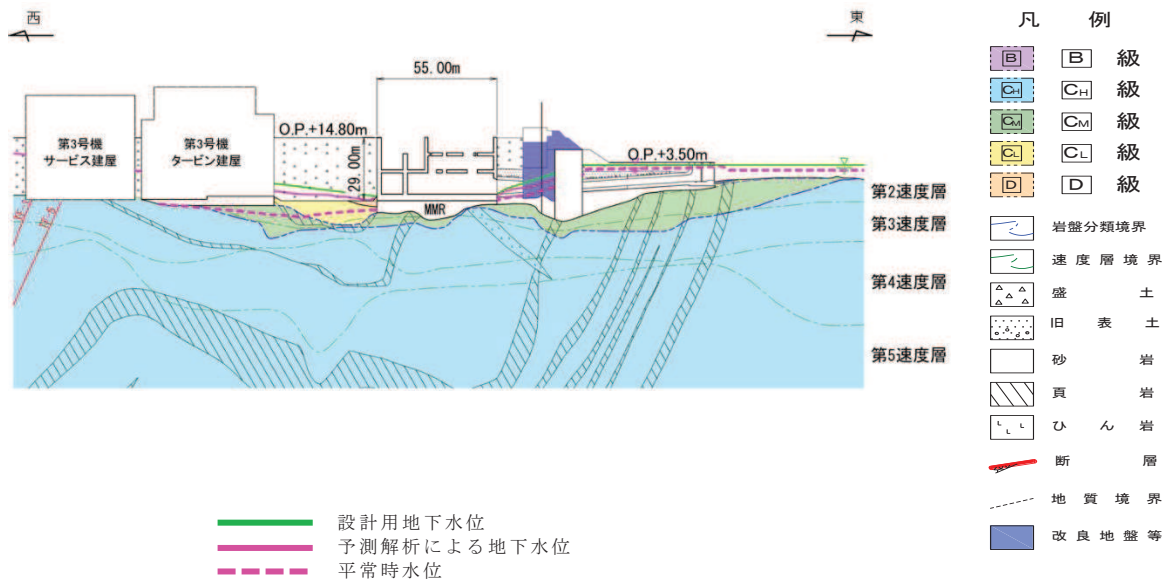 西
東
55.00m
第3号機
サービス建屋
第3号機
タービン建屋
O.P.+14.80m
29.00m
O.P.+3.50m
MMR
TF-5
第2速度層
第3速度層
第4速度層
第5速度層
凡 例
B B 級
CH CH 級
CM CM 級
CL CL 級
D D 級
岩盤分類境界
速度層境界
盛 土
旧 表 土
砂 岩
頁 岩
ひ ん 岩
断 層
地 質 境 界
改 良 地 盤 等
設計用地下水位
予測解析による地下水位
平常時水位